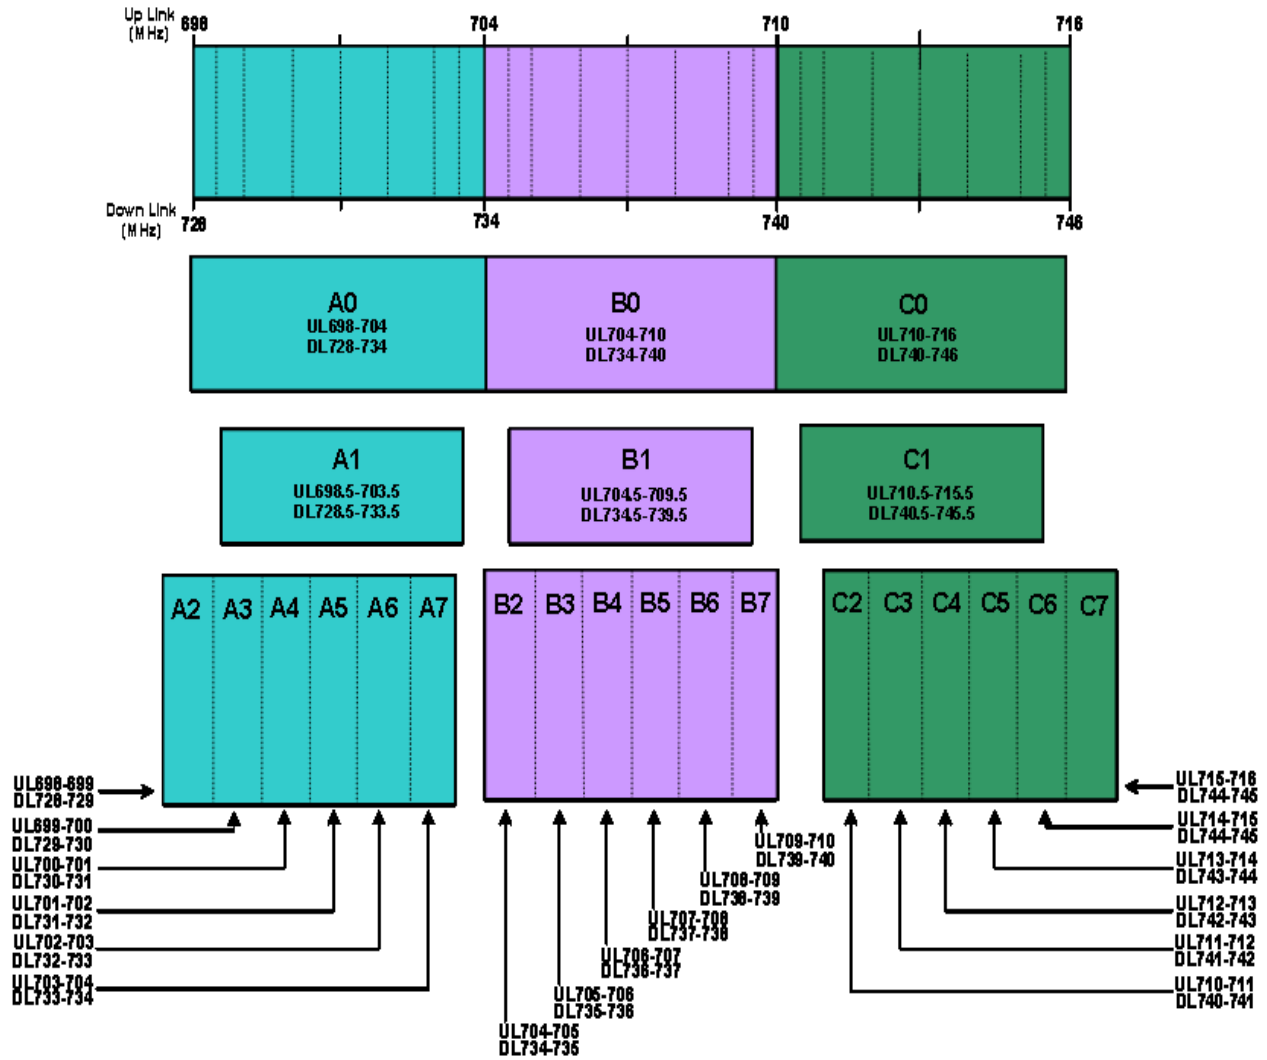 Up Link 698 704 710 716
(MHz)
Down Link
(MHz) 728 734 740 746
A0
UL698-704
DL728-734
B0
UL704-710
DL734-740
C0
UL710-716
DL740-746
A1
UL698.5-703.5
DL728.5-733.5
B1
UL704.5-709.5
DL734.5-739.5
C1
UL710.5-715.5
DL740.5-745.5
A2 A3 A4 A5 A6 A7
B2 B3 B4 B5 B6 B7
C2 C3 C4 C5 C6 C7
UL698-699
DL728-729
UL699-700
DL729-730
UL700-701
DL730-731
UL701-702
DL731-732
UL702-703
DL732-733
UL703-704
DL733-734
UL709-710
DL739-740
UL708-709
DL738-739
UL707-708
DL737-738
UL706-707
DL736-737
UL705-706
DL735-736
UL704-705
DL734-735
UL715-716
DL744-745
UL714-715
DL744-745
UL713-714
DL743-744
UL712-713
DL742-743
UL711-712
DL741-742
UL710-711
DL740-741